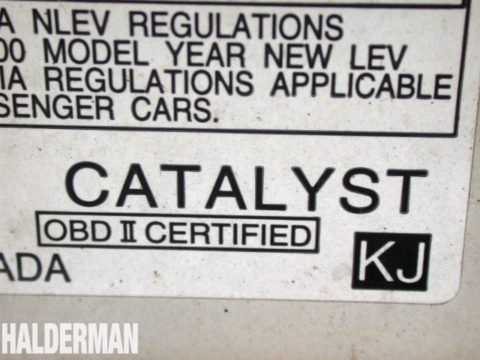 A NLEV REGULATIONS
00 MODEL YEAR NEW LEV
IA REGULATIONS APPLICABLE
SENGER CARS.
CATALYST
OBD II CERTIFIED
ADA
KJ
HALDERMAN